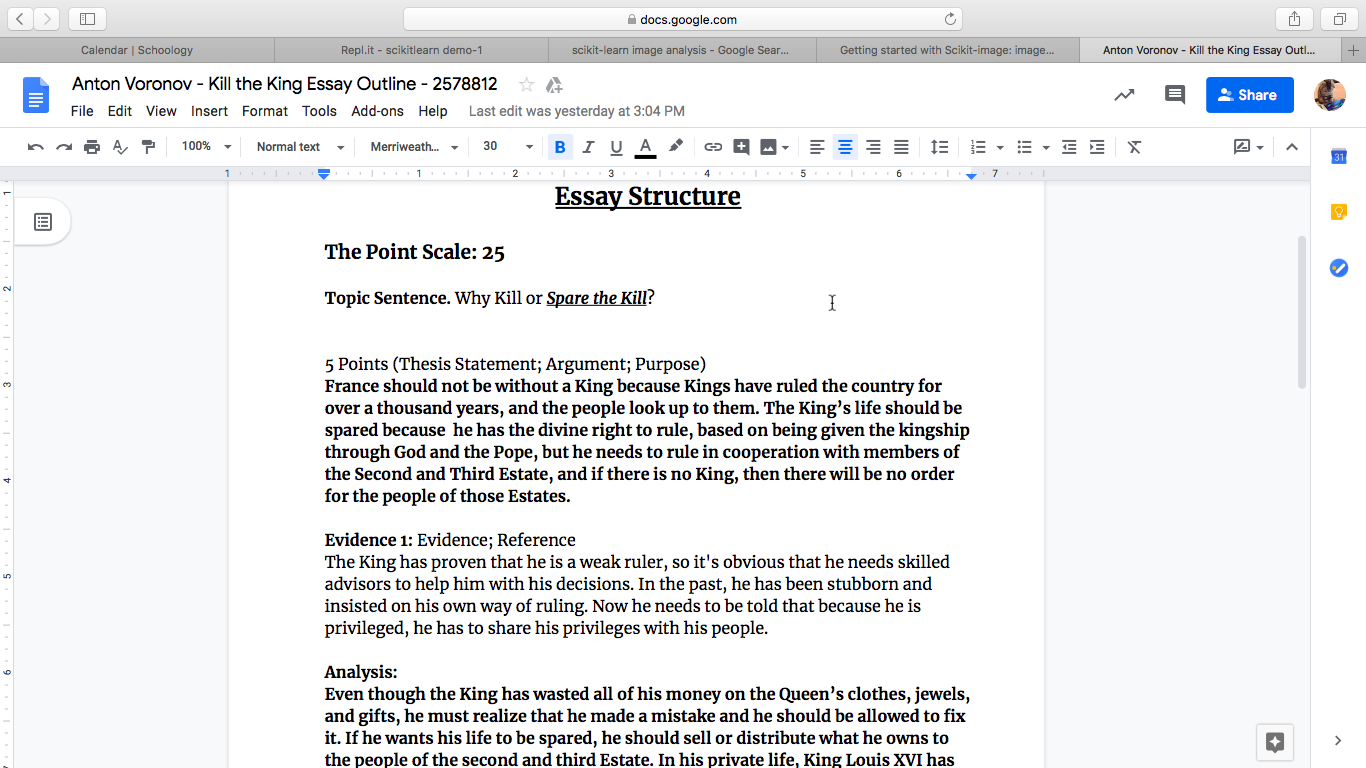 docs.google.com
Calendar | Schoology
Repl.it - scikitlearn demo-1
scikit-learn image analysis - Google Sear...
Getting started with Scikit-image: image...
Anton Voronov - Kill the King Essay Outl...
Anton Voronov - Kill the King Essay Outline - 2578812
File Edit View Insert Format Tools Add-ons Help Last edit was yesterday at 3:04 PM
Share
100% Normal text Merriweath... 30 B I U A
1 1 2 3 4 5 6 7
31
1
2
3
4
5
6
Essay Structure
The Point Scale: 25
Topic Sentence. Why Kill or Spare the Kill?
5 Points (Thesis Statement; Argument; Purpose)
France should not be without a King because Kings have ruled the country for
over a thousand years, and the people look up to them. The King’s life should be
spared because  he has the divine right to rule, based on being given the kingship
through God and the Pope, but he needs to rule in cooperation with members of
the Second and Third Estate, and if there is no King, then there will be no order
for the people of those Estates.
Evidence 1: Evidence; Reference
The King has proven that he is a weak ruler, so it's obvious that he needs skilled
advisors to help him with his decisions. In the past, he has been stubborn and
insisted on his own way of ruling. Now he needs to be told that because he is
privileged, he has to share his privileges with his people.
Analysis:
Even though the King has wasted all of his money on the Queen’s clothes, jewels,
and gifts, he must realize that he made a mistake and he should be allowed to fix
it. If he wants his life to be spared, he should sell or distribute what he owns to
the people of the second and third Estate. In his private life, King Louis XVI has